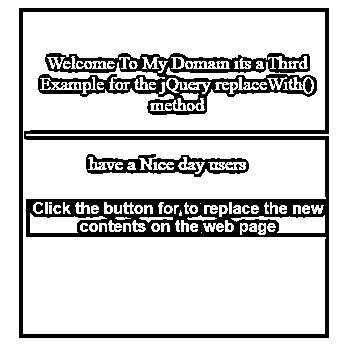 Welcome To My Domain its a Third
Example for the jQuery replaceWith()
method
have a Nice day users
Click the button for,to replace the new
contents on the web page